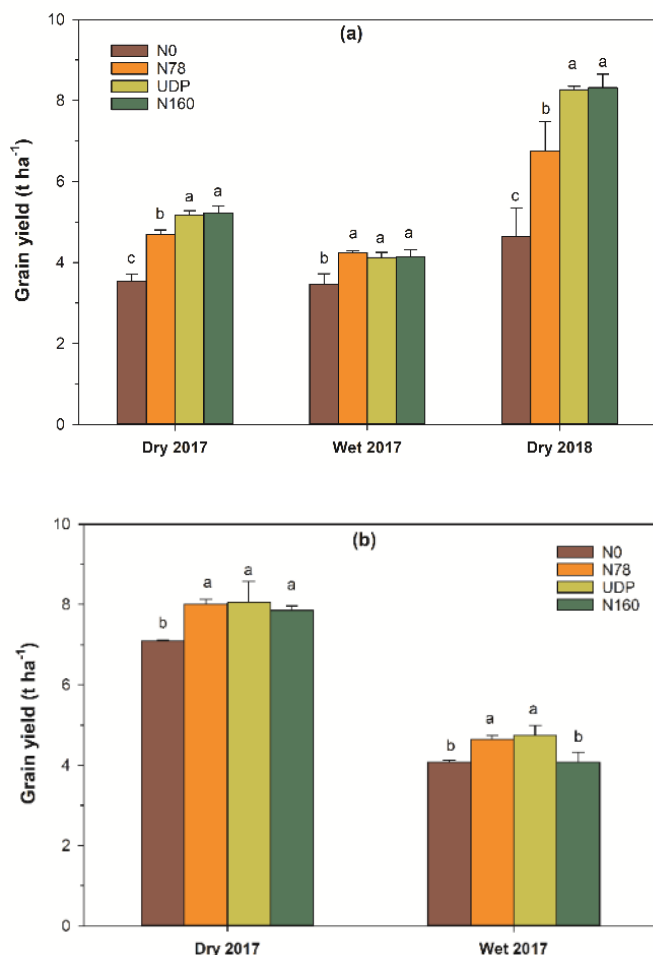 (a)
N0
N78
UDP
N160
Grain yield (t ha⁻¹)
10
8
6
4
2
0
c
b
a
a
b
a
a
a
c
b
a
a
Dry 2017
Wet 2017
Dry 2018
(b)
N0
N78
UDP
N160
Grain yield (t ha⁻¹)
10
8
6
4
2
0
b
a
a
a
b
a
a
b
Dry 2017
Wet 2017